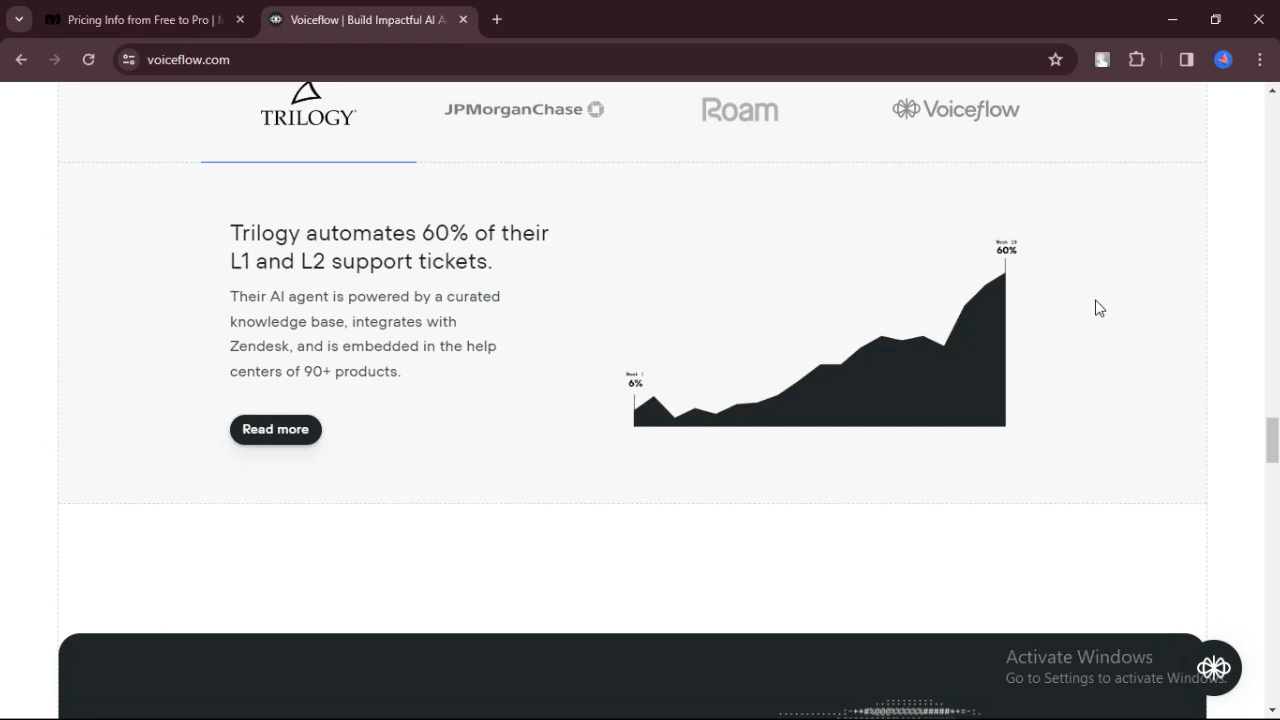 Pricing Info from Free to Pro |
Voiceflow | Build Impactful AI A
voiceflow.com
TRILOGY
JPMorganChase
Roam
Voiceflow
Trilogy automates 60% of their
L1 and L2 support tickets.
Their AI agent is powered by a curated
knowledge base, integrates with
Zendesk, and is embedded in the help
centers of 90+ products.
Read more
60%
6%
Activate Windows
Go to Settings to activate Windows.